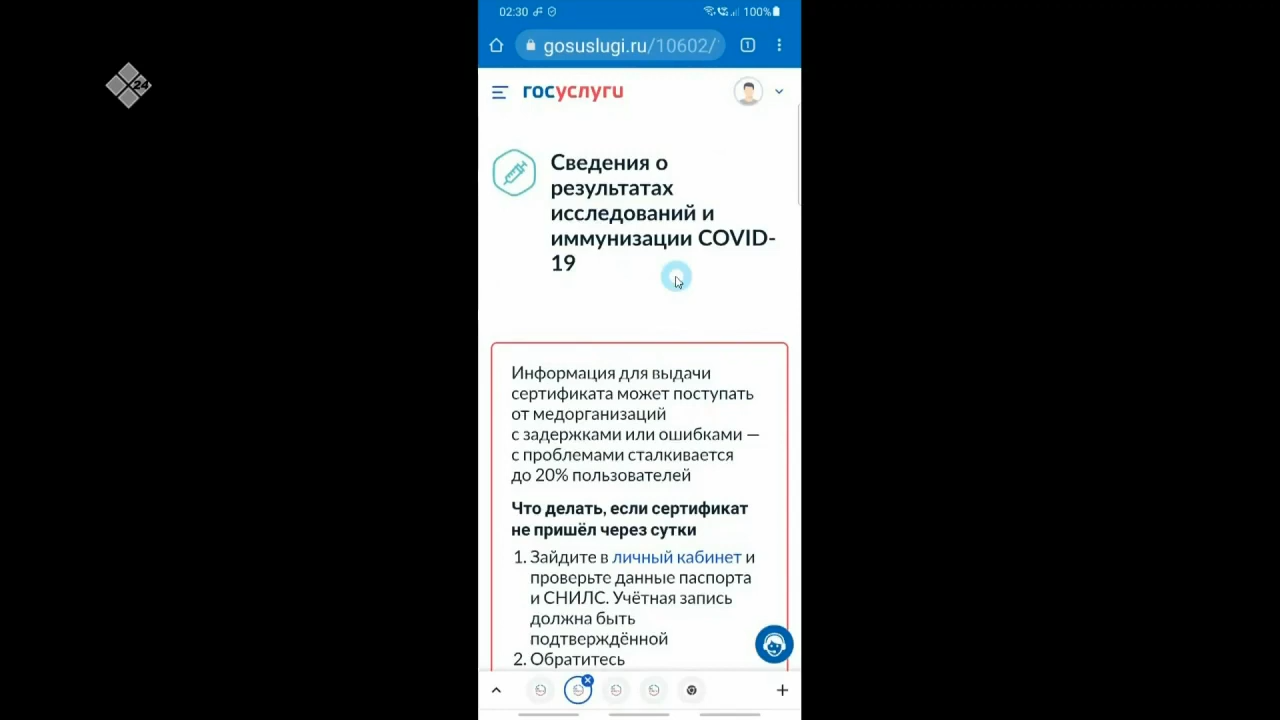 02:30
100%
gosuslugi.ru/10602/
1
x24
госуслуги
Сведения о
результатах
исследований и
иммунизации COVID-
19
Информация для выдачи
сертификата может поступать
от медорганизаций
с задержками или ошибками —
с проблемами сталкивается
до 20% пользователей
Что делать, если сертификат
не пришёл через сутки
1. Зайдите в личный кабинет и
проверьте данные паспорта
и СНИЛС. Учётная запись
должна быть
подтверждённой
2. Обратитесь